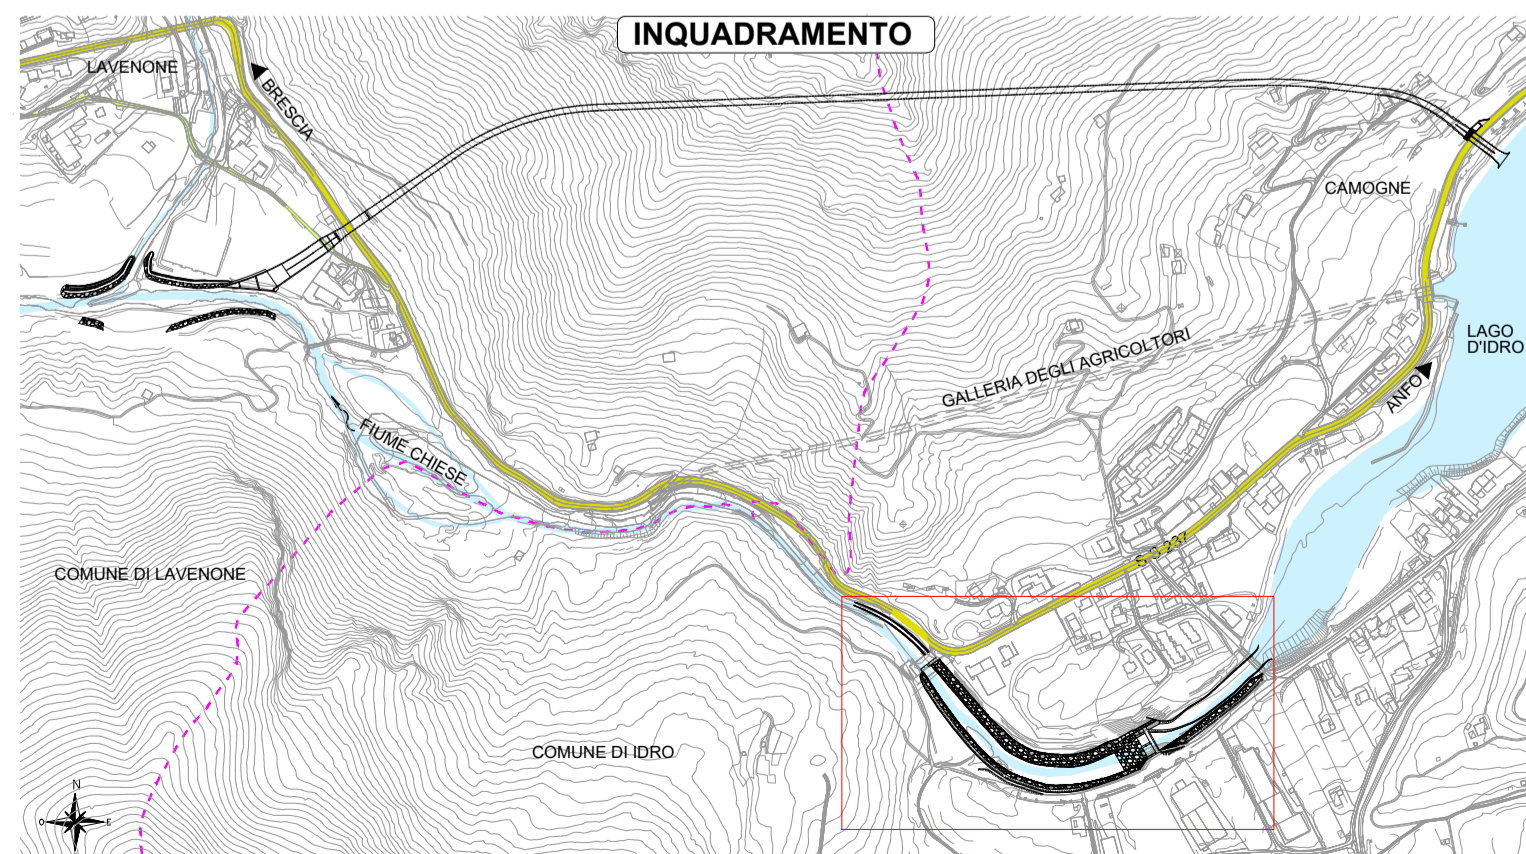 INQUADRAMENTO
LAVENONE
BRESCIA
CAMOGNE
LAGO
D'IDRO
GALLERIA DEGLI AGRICOLTORI
ANFO
FIUME CHIESE
S.S.237
COMUNE DI LAVENONE
COMUNE DI IDRO
N
O
E